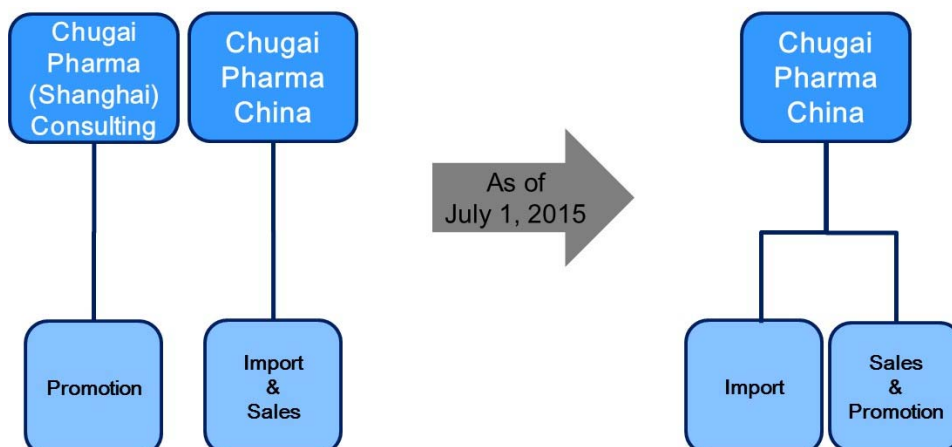 Chugai
Pharma
(Shanghai)
Consulting
Chugai
Pharma
China
As of
July 1, 2015
Chugai
Pharma
China
Promotion
Import
&
Sales
Import
Sales
&
Promotion